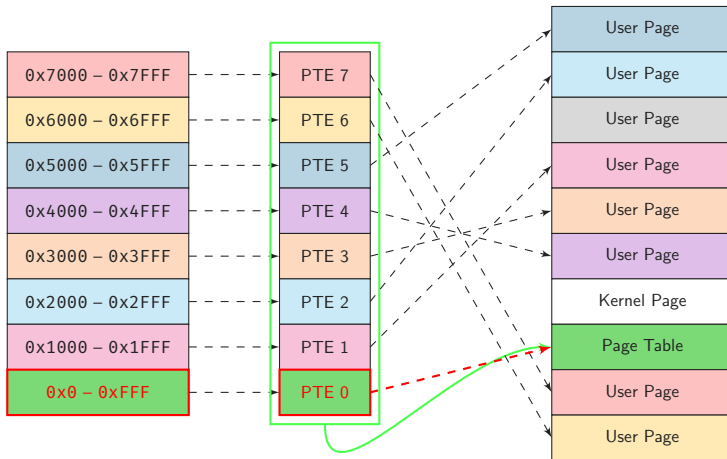 0x7000 – 0x7FFF
0x6000 – 0x6FFF
0x5000 – 0x5FFF
0x4000 – 0x4FFF
0x3000 – 0x3FFF
0x2000 – 0x2FFF
0x1000 – 0x1FFF
0x0 – 0xFFF
PTE 7
PTE 6
PTE 5
PTE 4
PTE 3
PTE 2
PTE 1
PTE 0
User Page
User Page
User Page
User Page
User Page
User Page
Kernel Page
Page Table
User Page
User Page